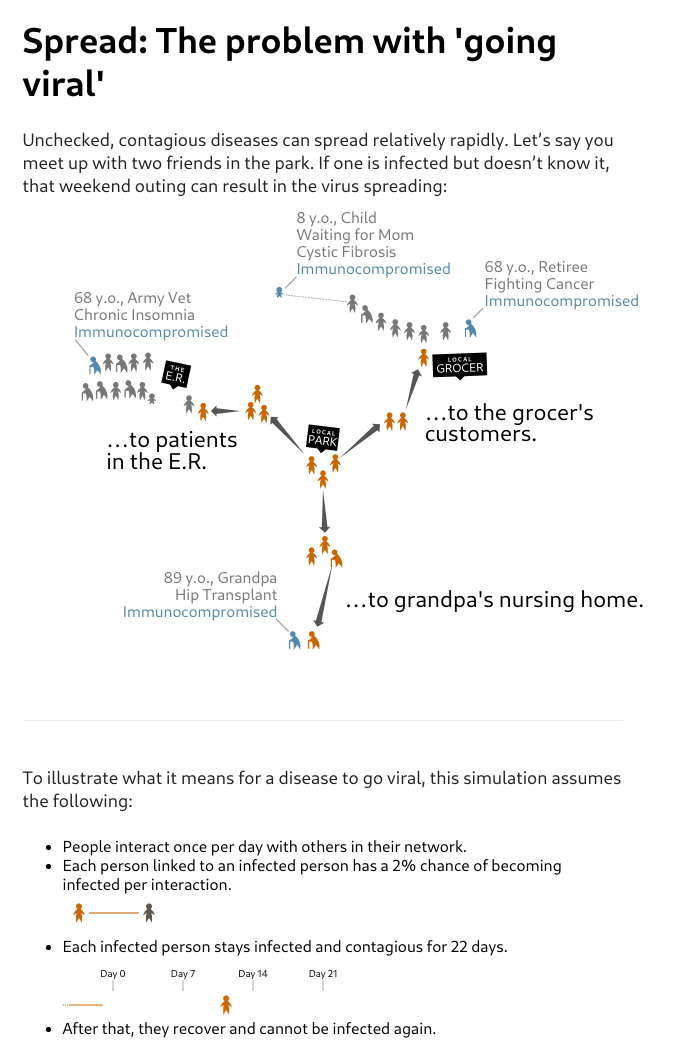 Spread: The problem with 'going
viral'
Unchecked, contagious diseases can spread relatively rapidly. Let’s say you
meet up with two friends in the park. If one is infected but doesn’t know it,
that weekend outing can result in the virus spreading:
8 y.o., Child
Waiting for Mom
Cystic Fibrosis
Immunocompromised
68 y.o., Retiree
Fighting Cancer
Immunocompromised
68 y.o., Army Vet
Chronic Insomnia
Immunocompromised
THE
E.R.
LOCAL
GROCER
...to the grocer's
customers.
LOCAL
PARK
...to patients
in the E.R.
89 y.o., Grandpa
Hip Transplant
Immunocompromised
...to grandpa's nursing home.
To illustrate what it means for a disease to go viral, this simulation assumes
the following:
• People interact once per day with others in their network.
• Each person linked to an infected person has a 2% chance of becoming
infected per interaction.
• Each infected person stays infected and contagious for 22 days.
Day 0 Day 7 Day 14 Day 21
• After that, they recover and cannot be infected again.